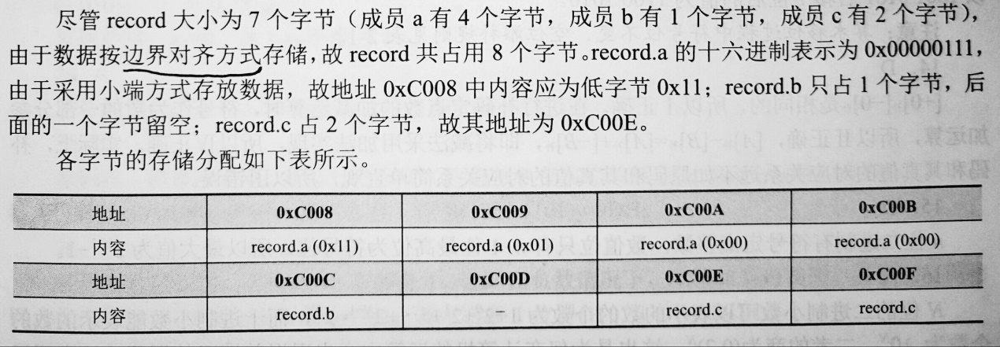 尽管 record 大小为 7 个字节（成员 a 有 4 个字节，成员 b 有 1 个字节，成员 c 有 2 个字节），
由于数据按边界对齐方式存储，故 record 共占用 8 个字节。record.a 的十六进制表示为 0x00000111，
由于采用小端方式存放数据，故地址 0xC008 中内容应为低字节 0x11；record.b 只占 1 个字节，后
面的一个字节留空；record.c 占 2 个字节，故其地址为 0xC00E。
各字节的存储分配如下表所示。
地址 0xC008 0xC009 0xC00A 0xC00B
内容 record.a (0x11) record.a (0x01) record.a (0x00) record.a (0x00)
地址 0xC00C 0xC00D 0xC00E 0xC00F
内容 record.b – record.c record.c